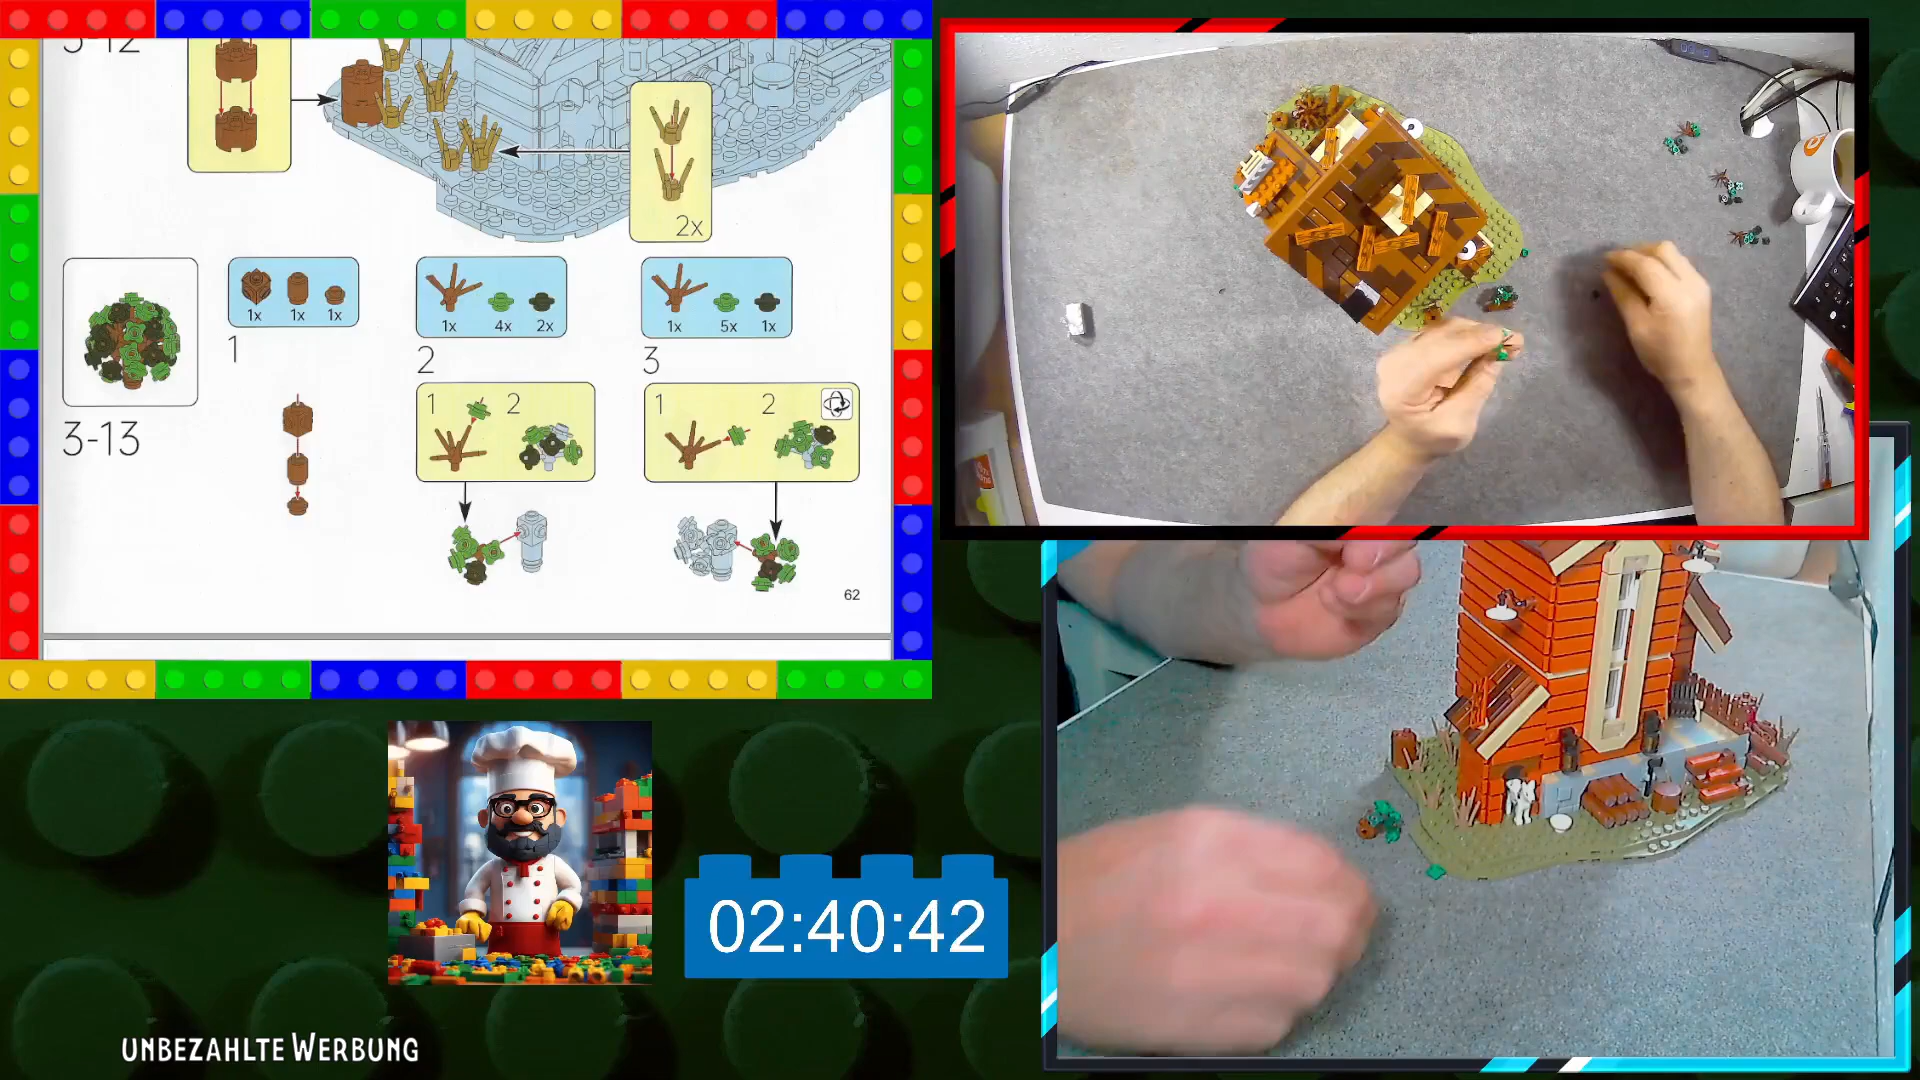 2x
1x 1x 1x
1x 4x 2x
1x 5x 1x
1
2
3
1 2
1 2
3-13
62
02:40:42
UNBEZAHLTE WERBUNG